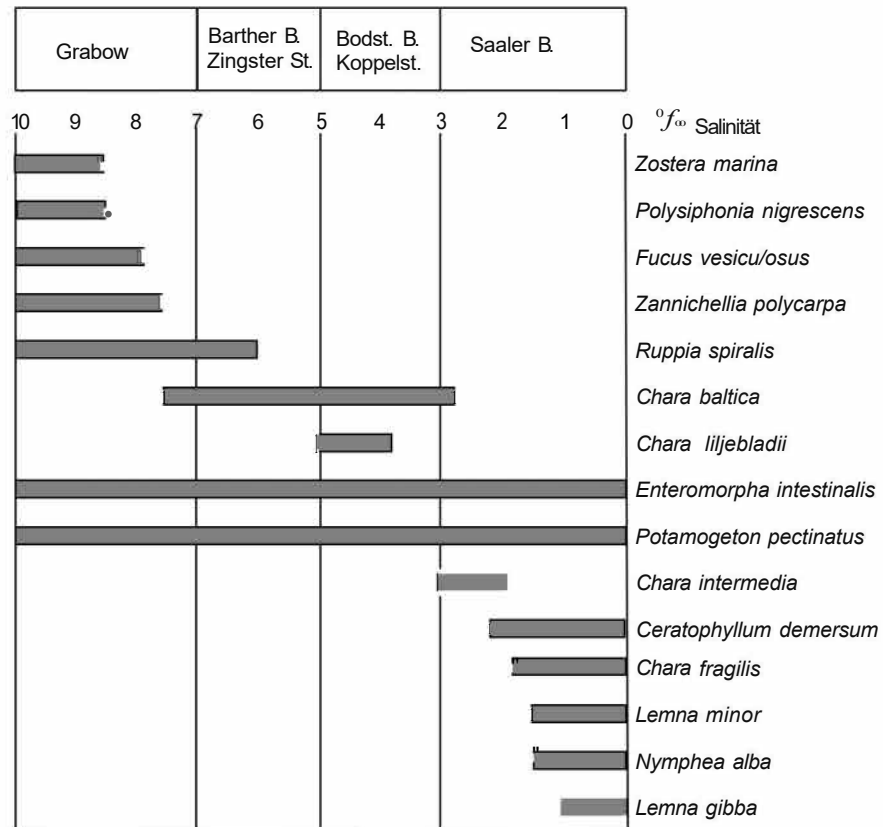 Grabow
Barther B.
Zingster St.
Bodst. B.
Koppelst.
Saaler B.
10 9 8 7 6 5 4 3 2 1 0 Salinität
Zostera marina
Polysiphonia nigrescens
Fucus vesicu/osus
Zannichellia polycarpa
Ruppia spiralis
Chara baltica
Chara liljebladii
Enteromorpha intestinalis
Potamogeton pectinatus
Chara intermedia
Ceratophyllum demersum
Chara fragilis
Lemna minor
Nymphea alba
Lemna gibba